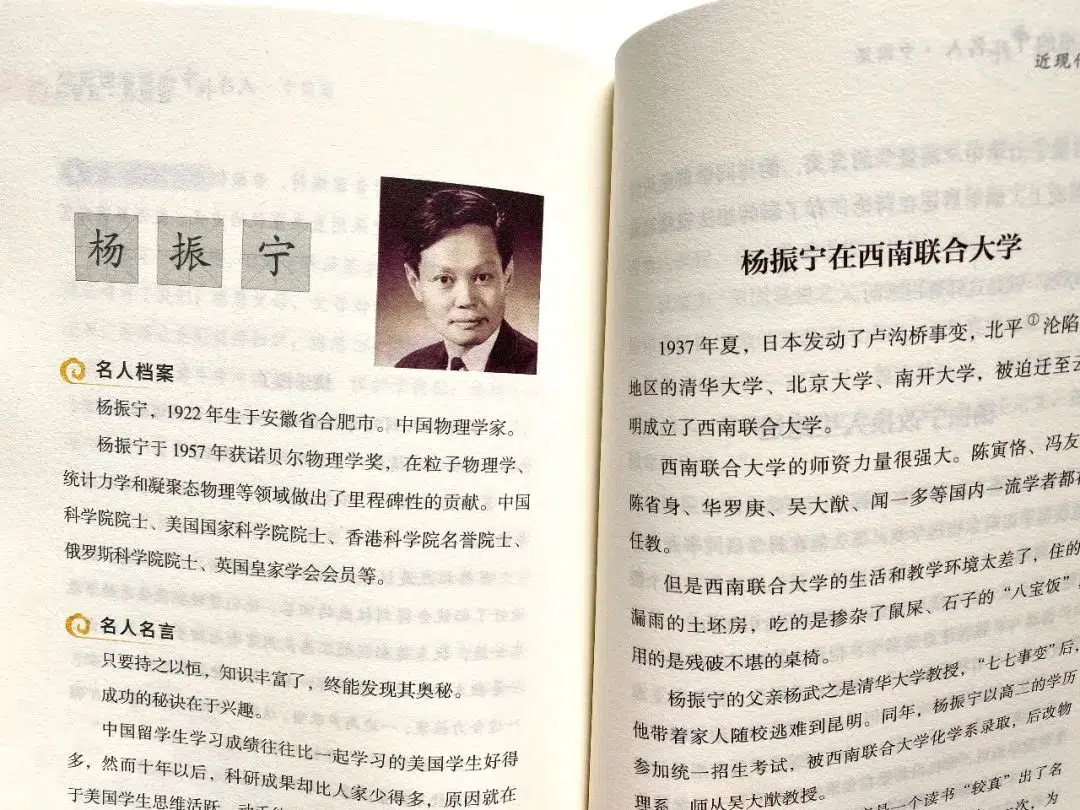 杨振宁
名人档案
杨振宁，1922年生于安徽省合肥市。中国物理学家。
杨振宁于1957年获诺贝尔物理学奖，在粒子物理学、
统计力学和凝聚态物理等领域做出了里程碑性的贡献。中国
科学院院士、美国国家科学院院士、香港科学院名誉院士、
俄罗斯科学院院士、英国皇家学会会员等。
名人名言
只要持之以恒，知识丰富了，终能发现其奥秘。
成功的秘诀在于兴趣。
中国留学生学习成绩往往比一起学习的美国学生好得
多，然而十年以后，科研成果却比人家少得多，原因就在
于美国学生思维活跃，动手
近现代
杨振宁在西南联合大学
1937年夏，日本发动了卢沟桥事变，北平①沦陷
地区的清华大学、北京大学、南开大学，被迫迁至云
明成立了西南联合大学。
西南联合大学的师资力量很强大。陈寅恪、冯友
陈省身、华罗庚、吴大猷、闻一多等国内一流学者都在
任教。
但是西南联合大学的生活和教学环境太差了，住的
漏雨的土坯房，吃的是掺杂了鼠屎、石子的“八宝饭”，
用的是残破不堪的桌椅。
杨振宁的父亲杨武之是清华大学教授，“七七事变”后，
他带着家人随校逃难到昆明。同年，杨振宁以高二的学历
参加统一招生考试，被西南联合大学化学系录取，后改物
理系，师从吴大猷教授。
是一个读书“较真”出了名
次，为